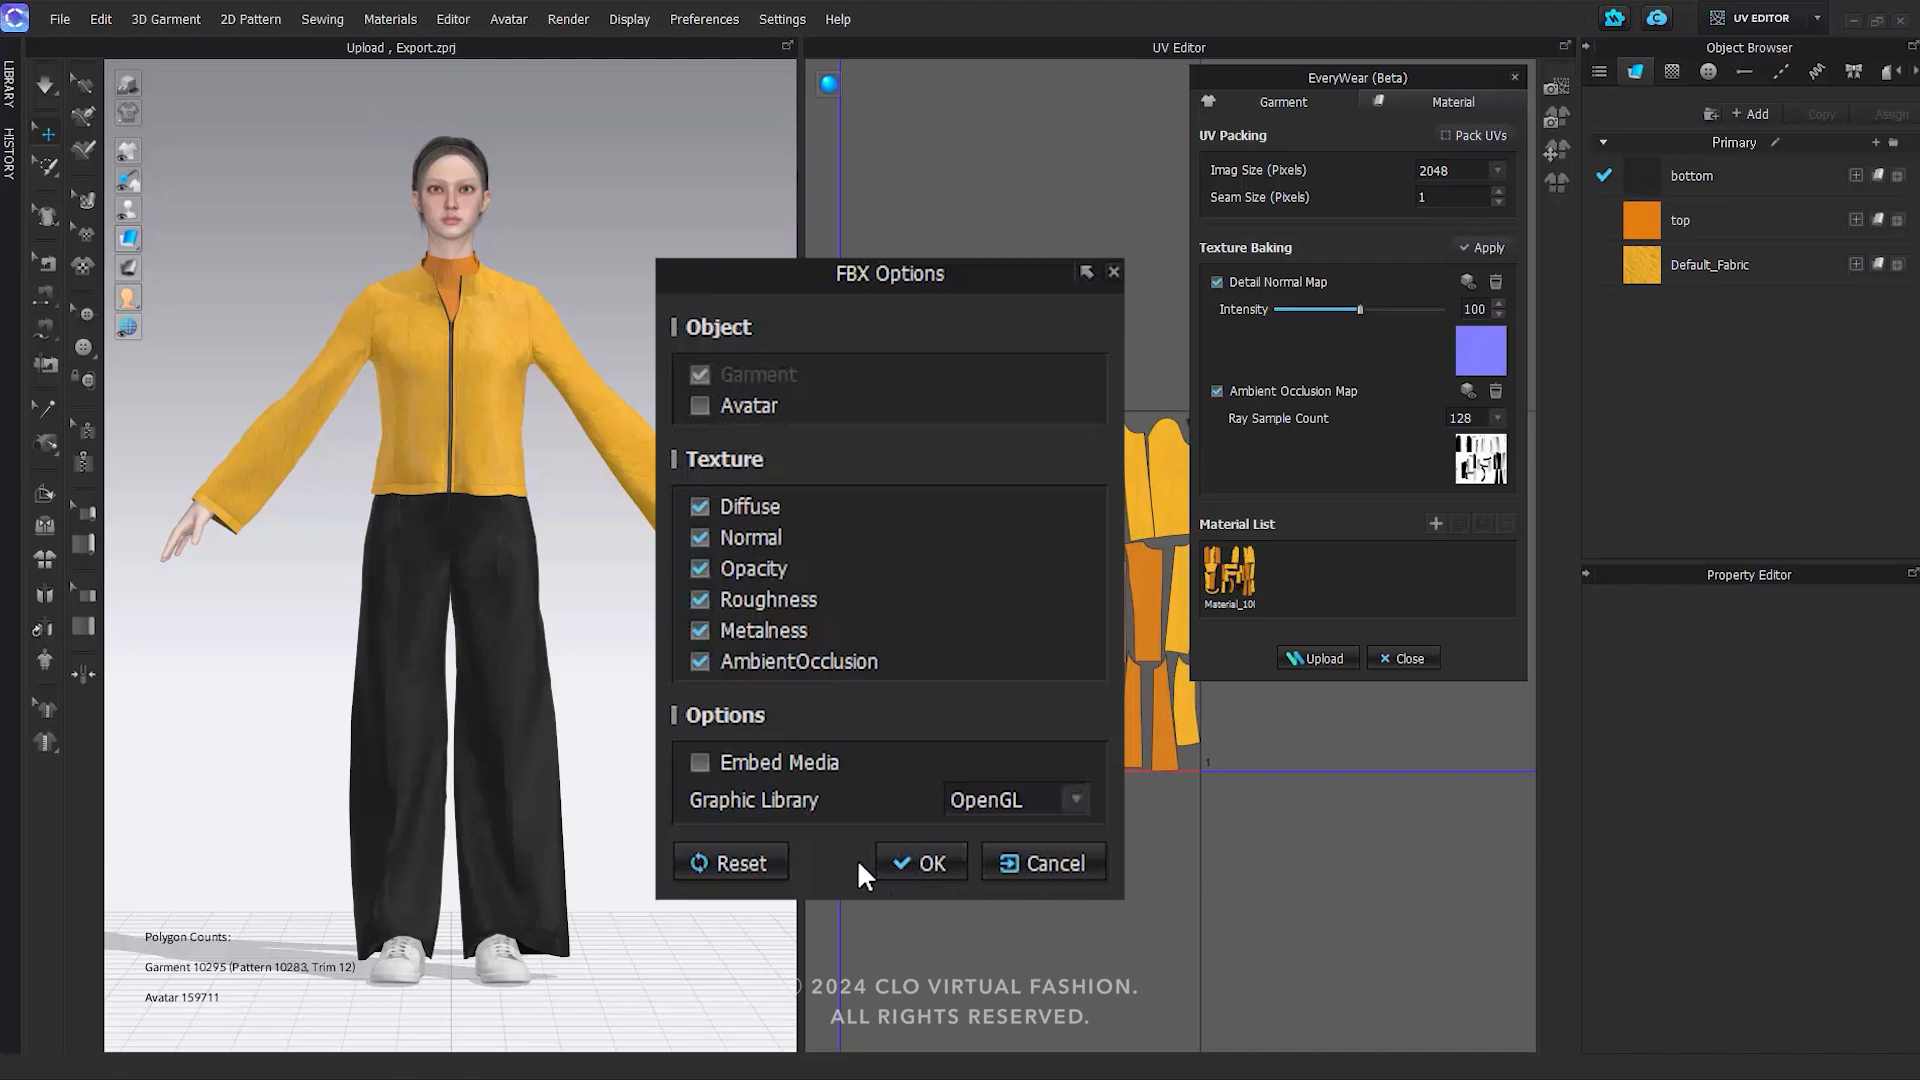 File Edit 3D Garment 2D Pattern Sewing Materials Editor Avatar Render Display Preferences Settings Help
UV EDITOR
Upload , Export.zprj
UV Editor
Object Browser
LIBRARY
HISTORY
EveryWear (Beta)
Garment Material
UV Packing Pack UVs
Imag Size (Pixels) 2048
Seam Size (Pixels) 1
Texture Baking Apply
Detail Normal Map
Intensity 100
Ambient Occlusion Map
Ray Sample Count 128
Material List
Material_10
Upload Close
1
+ Add Copy Assign
Primary
bottom
top
Default_Fabric
Property Editor
FBX Options
Object
Garment
Avatar
Texture
Diffuse
Normal
Opacity
Roughness
Metalness
AmbientOcclusion
Options
Embed Media
Graphic Library OpenGL
Reset OK Cancel
Polygon Counts:
Garment 10295 (Pattern 10283, Trim 12)
Avatar 159711
© 2024 CLO VIRTUAL FASHION.
ALL RIGHTS RESERVED.